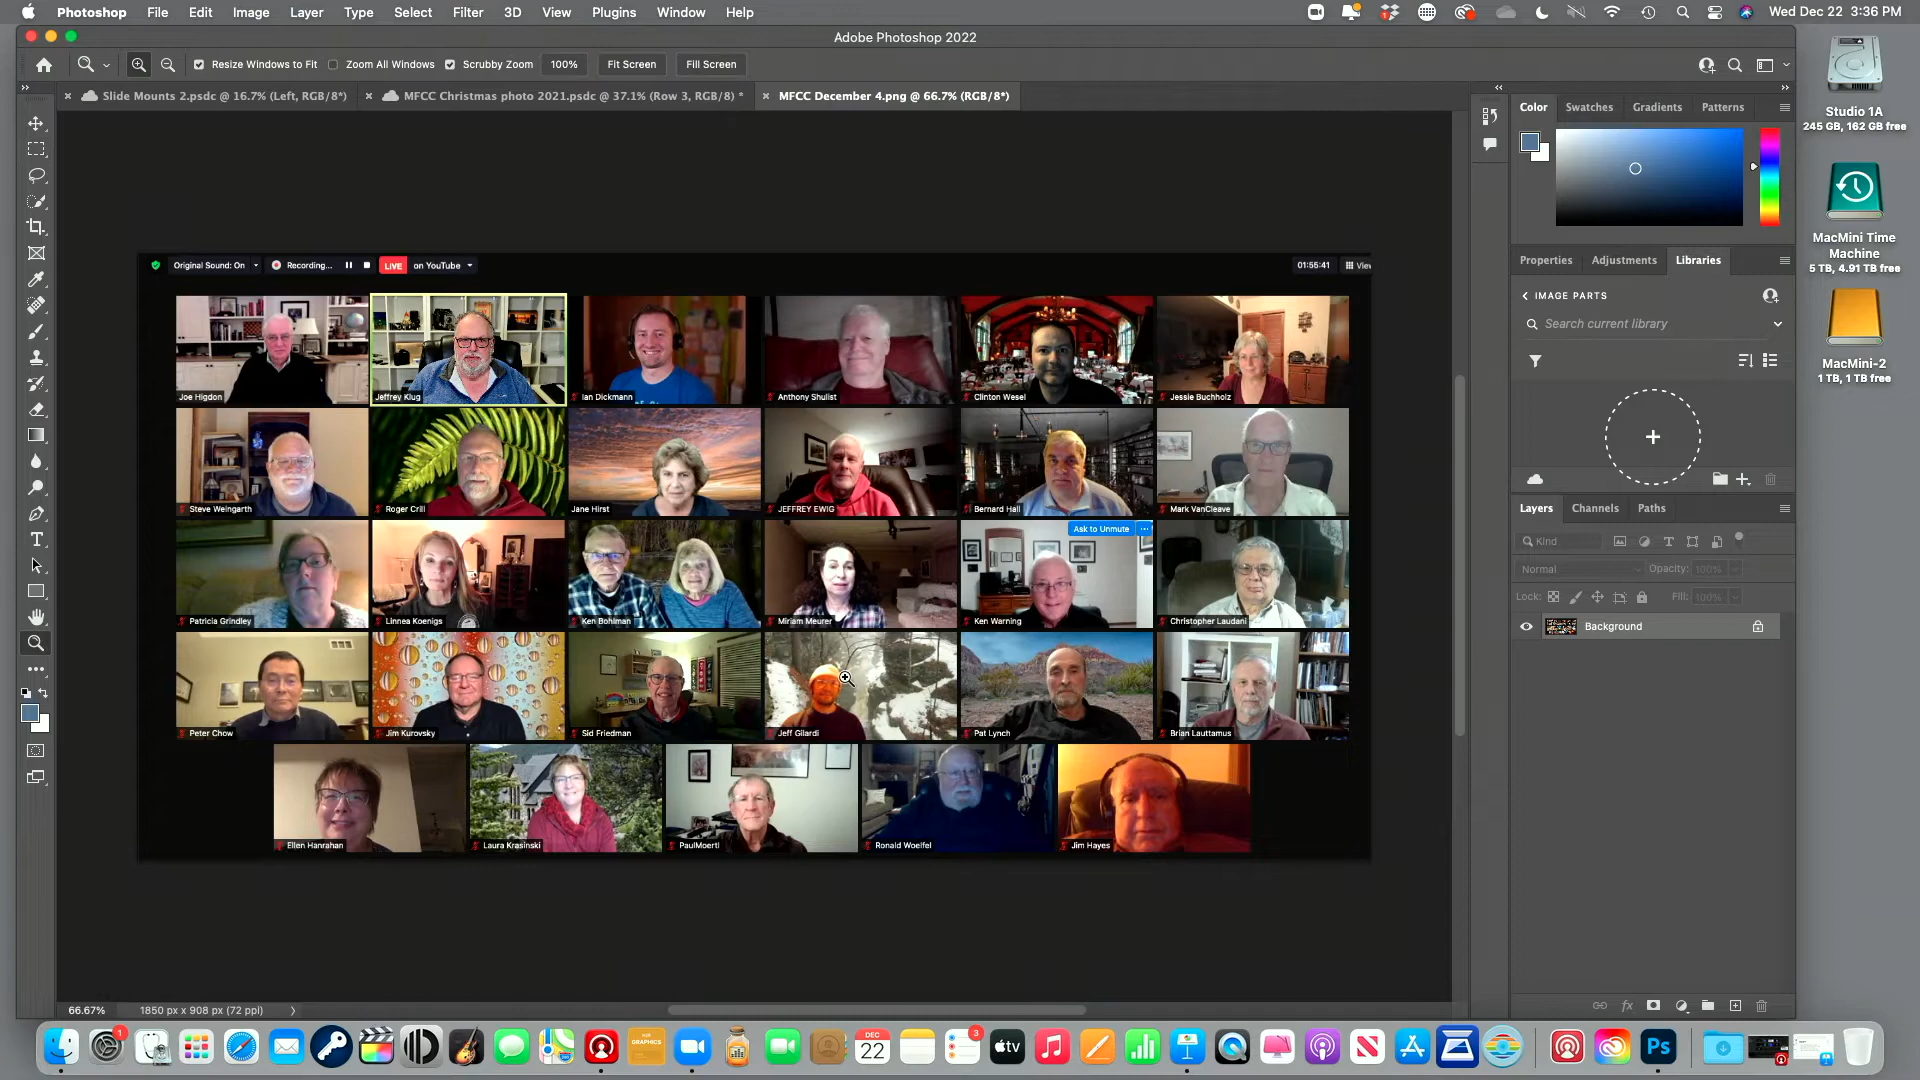 Photoshop File Edit Image Layer Type Select Filter 3D View Plugins Window Help Wed Dec 22 3:36 PM
Adobe Photoshop 2022
Resize Windows to Fit Zoom All Windows Scrubby Zoom 100% Fit Screen Fill Screen
Slide Mounts 2.psdc @ 16.7% (Left, RGB/8*) MFCC Christmas photo 2021.psdc @ 37.1% (Row 3, RGB/8) * MFCC December 4.png @ 66.7% (RGB/8*)
Color Swatches Gradients Patterns
Studio 1A
245 GB, 162 GB free
MacMini Time
Machine
5 TB, 4.91 TB free
MacMini-2
1 TB, 1 TB free
Properties Adjustments Libraries
IMAGE PARTS
Search current library
Original Sound: On Recording... LIVE on YouTube 01:55:41 View
Joe Higdon Jeffrey Klug Ian Dickmann Anthony Shulist Clinton Wesel Jessie Buchholz
Steve Weingarth Roger Crill Jane Hirst JEFFREY EWIG Bernard Hall Mark VanCleave
Ask to Unmute
Patricia Grindley Linnea Koenigs Ken Bohlman Miriam Meurer Ken Warning Christopher Laudani
Peter Chow Jim Kurovsky Sid Friedman Jeff Gilardi Pat Lynch Brian Lauttamus
Ellen Hanrahan Laura Krasinski PaulMoertl Ronald Woelfel Jim Hayes
Layers Channels Paths
Kind
Normal Opacity: 100%
Lock: Fill: 100%
Background
66.67% 1850 px x 908 px (72 ppi)
1
DEC
22
3
tv
Ps